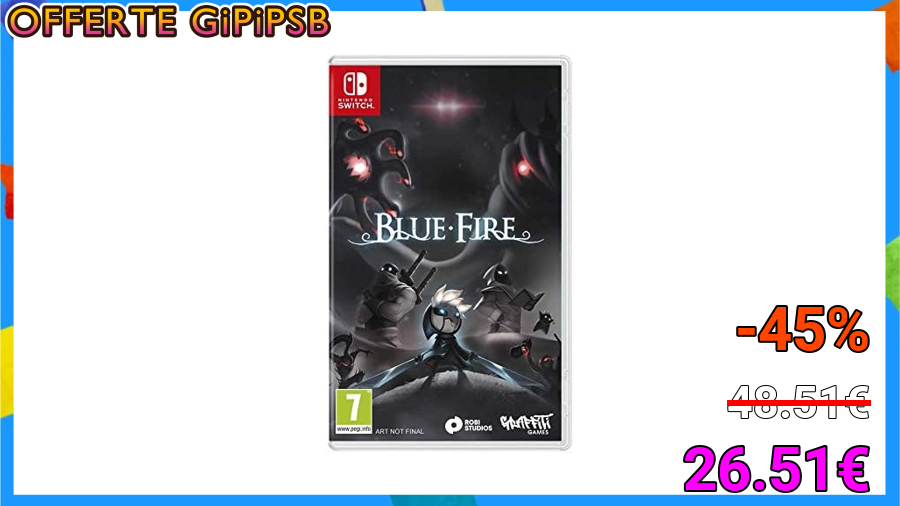 OFFERTE GiPiPSB
NINTENDO
SWITCH™
BLUE·FIRE
7
www.pegi.info
ART NOT FINAL
ROBI
STUDIOS
GRAFFITI
GAMES
-45%
48.51€
26.51€